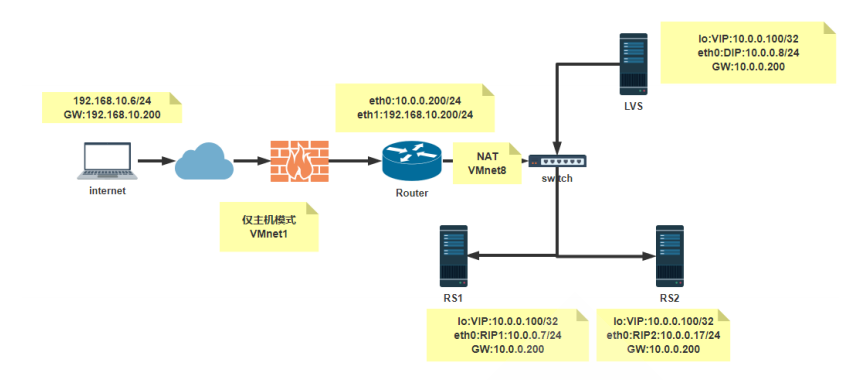 lo:VIP:10.0.0.100/32
eth0:DIP:10.0.0.8/24
GW:10.0.0.200
LVS
192.168.10.6/24
GW:192.168.10.200
eth0:10.0.0.200/24
eth1:192.168.10.200/24
NAT
VMnet8
internet
Router
switch
仅主机模式
VMnet1
RS1
RS2
lo:VIP:10.0.0.100/32
eth0:RIP1:10.0.0.7/24
GW:10.0.0.200
lo:VIP:10.0.0.100/32
eth0:RIP2:10.0.0.17/24
GW:10.0.0.200